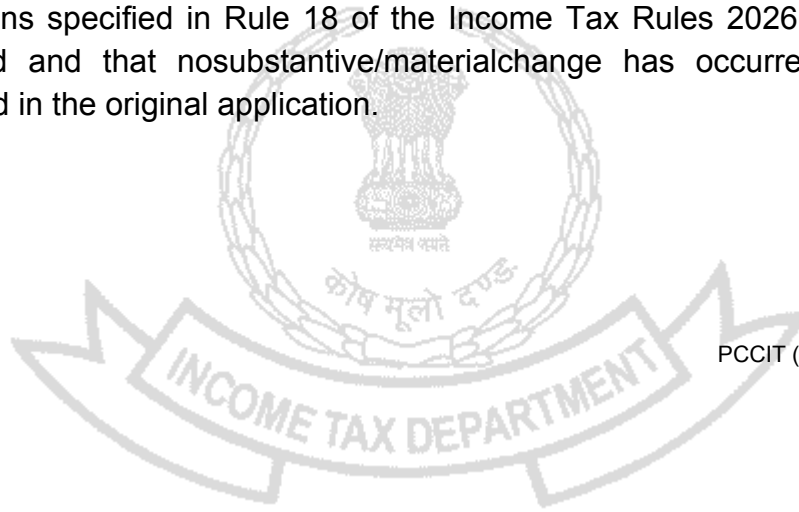 ns specified in Rule 18 of the Income Tax Rules 2026
d and that nosubstantive/materialchange has occurre
d in the original application.
सत्यमेव जयते
कोष मूलो दण्डः
PCCIT (
INCOME TAX DEPARTMENT